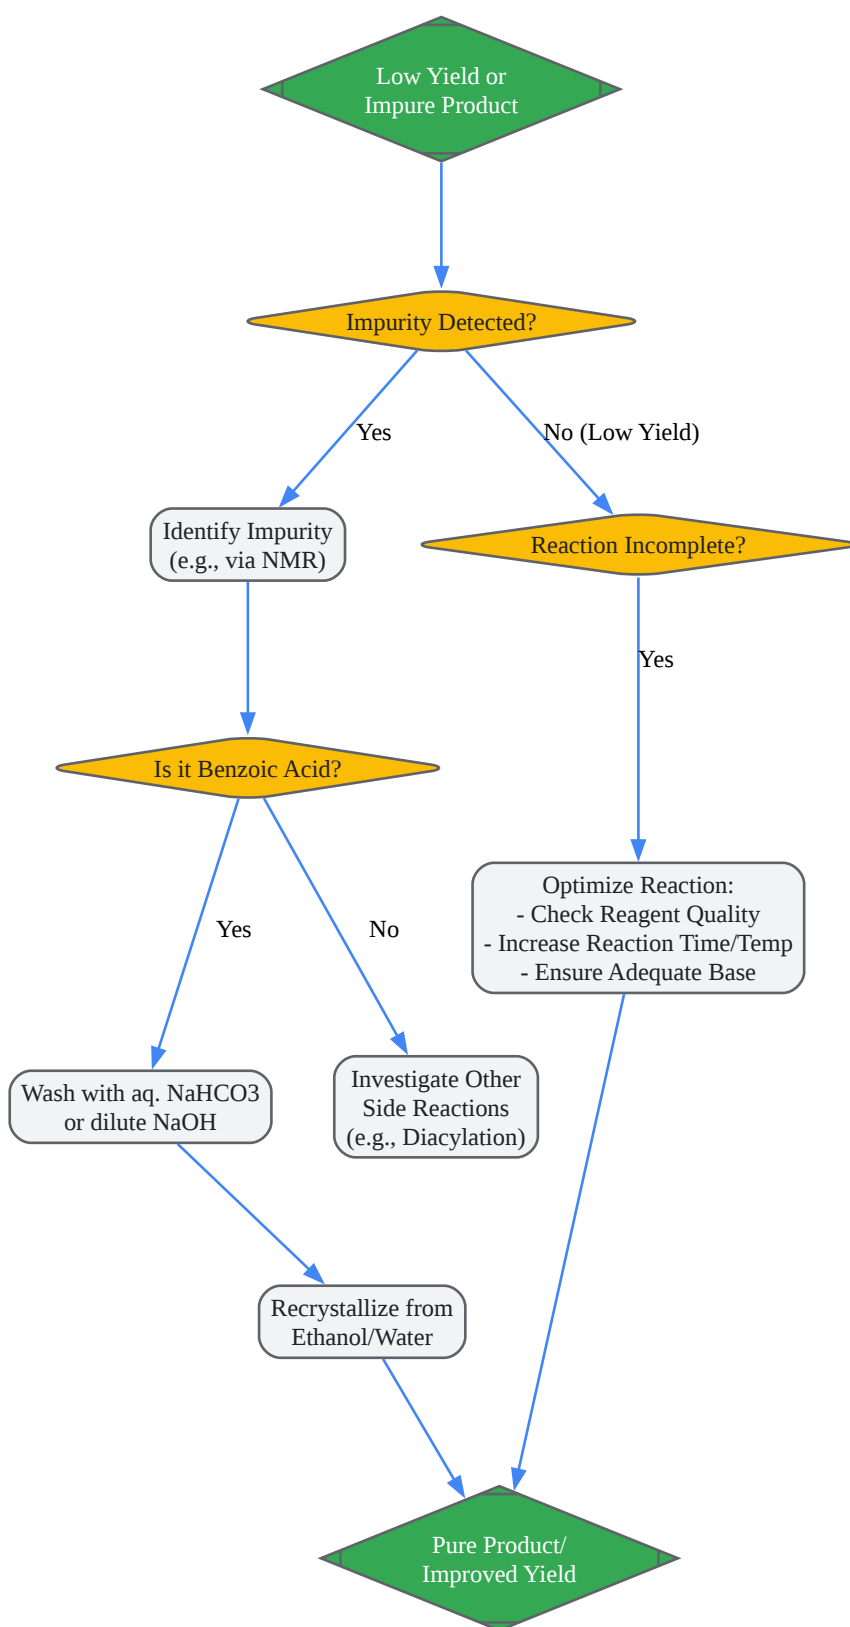 Low Yield or
Impure Product
Impurity Detected?
Yes
No (Low Yield)
Identify Impurity
(e.g., via NMR)
Reaction Incomplete?
Yes
Is it Benzoic Acid?
Optimize Reaction:
- Check Reagent Quality
- Increase Reaction Time/Temp
- Ensure Adequate Base
Yes
No
Wash with aq. NaHCO3
or dilute NaOH
Investigate Other
Side Reactions
(e.g., Diacylation)
Recrystallize from
Ethanol/Water
Pure Product/
Improved Yield